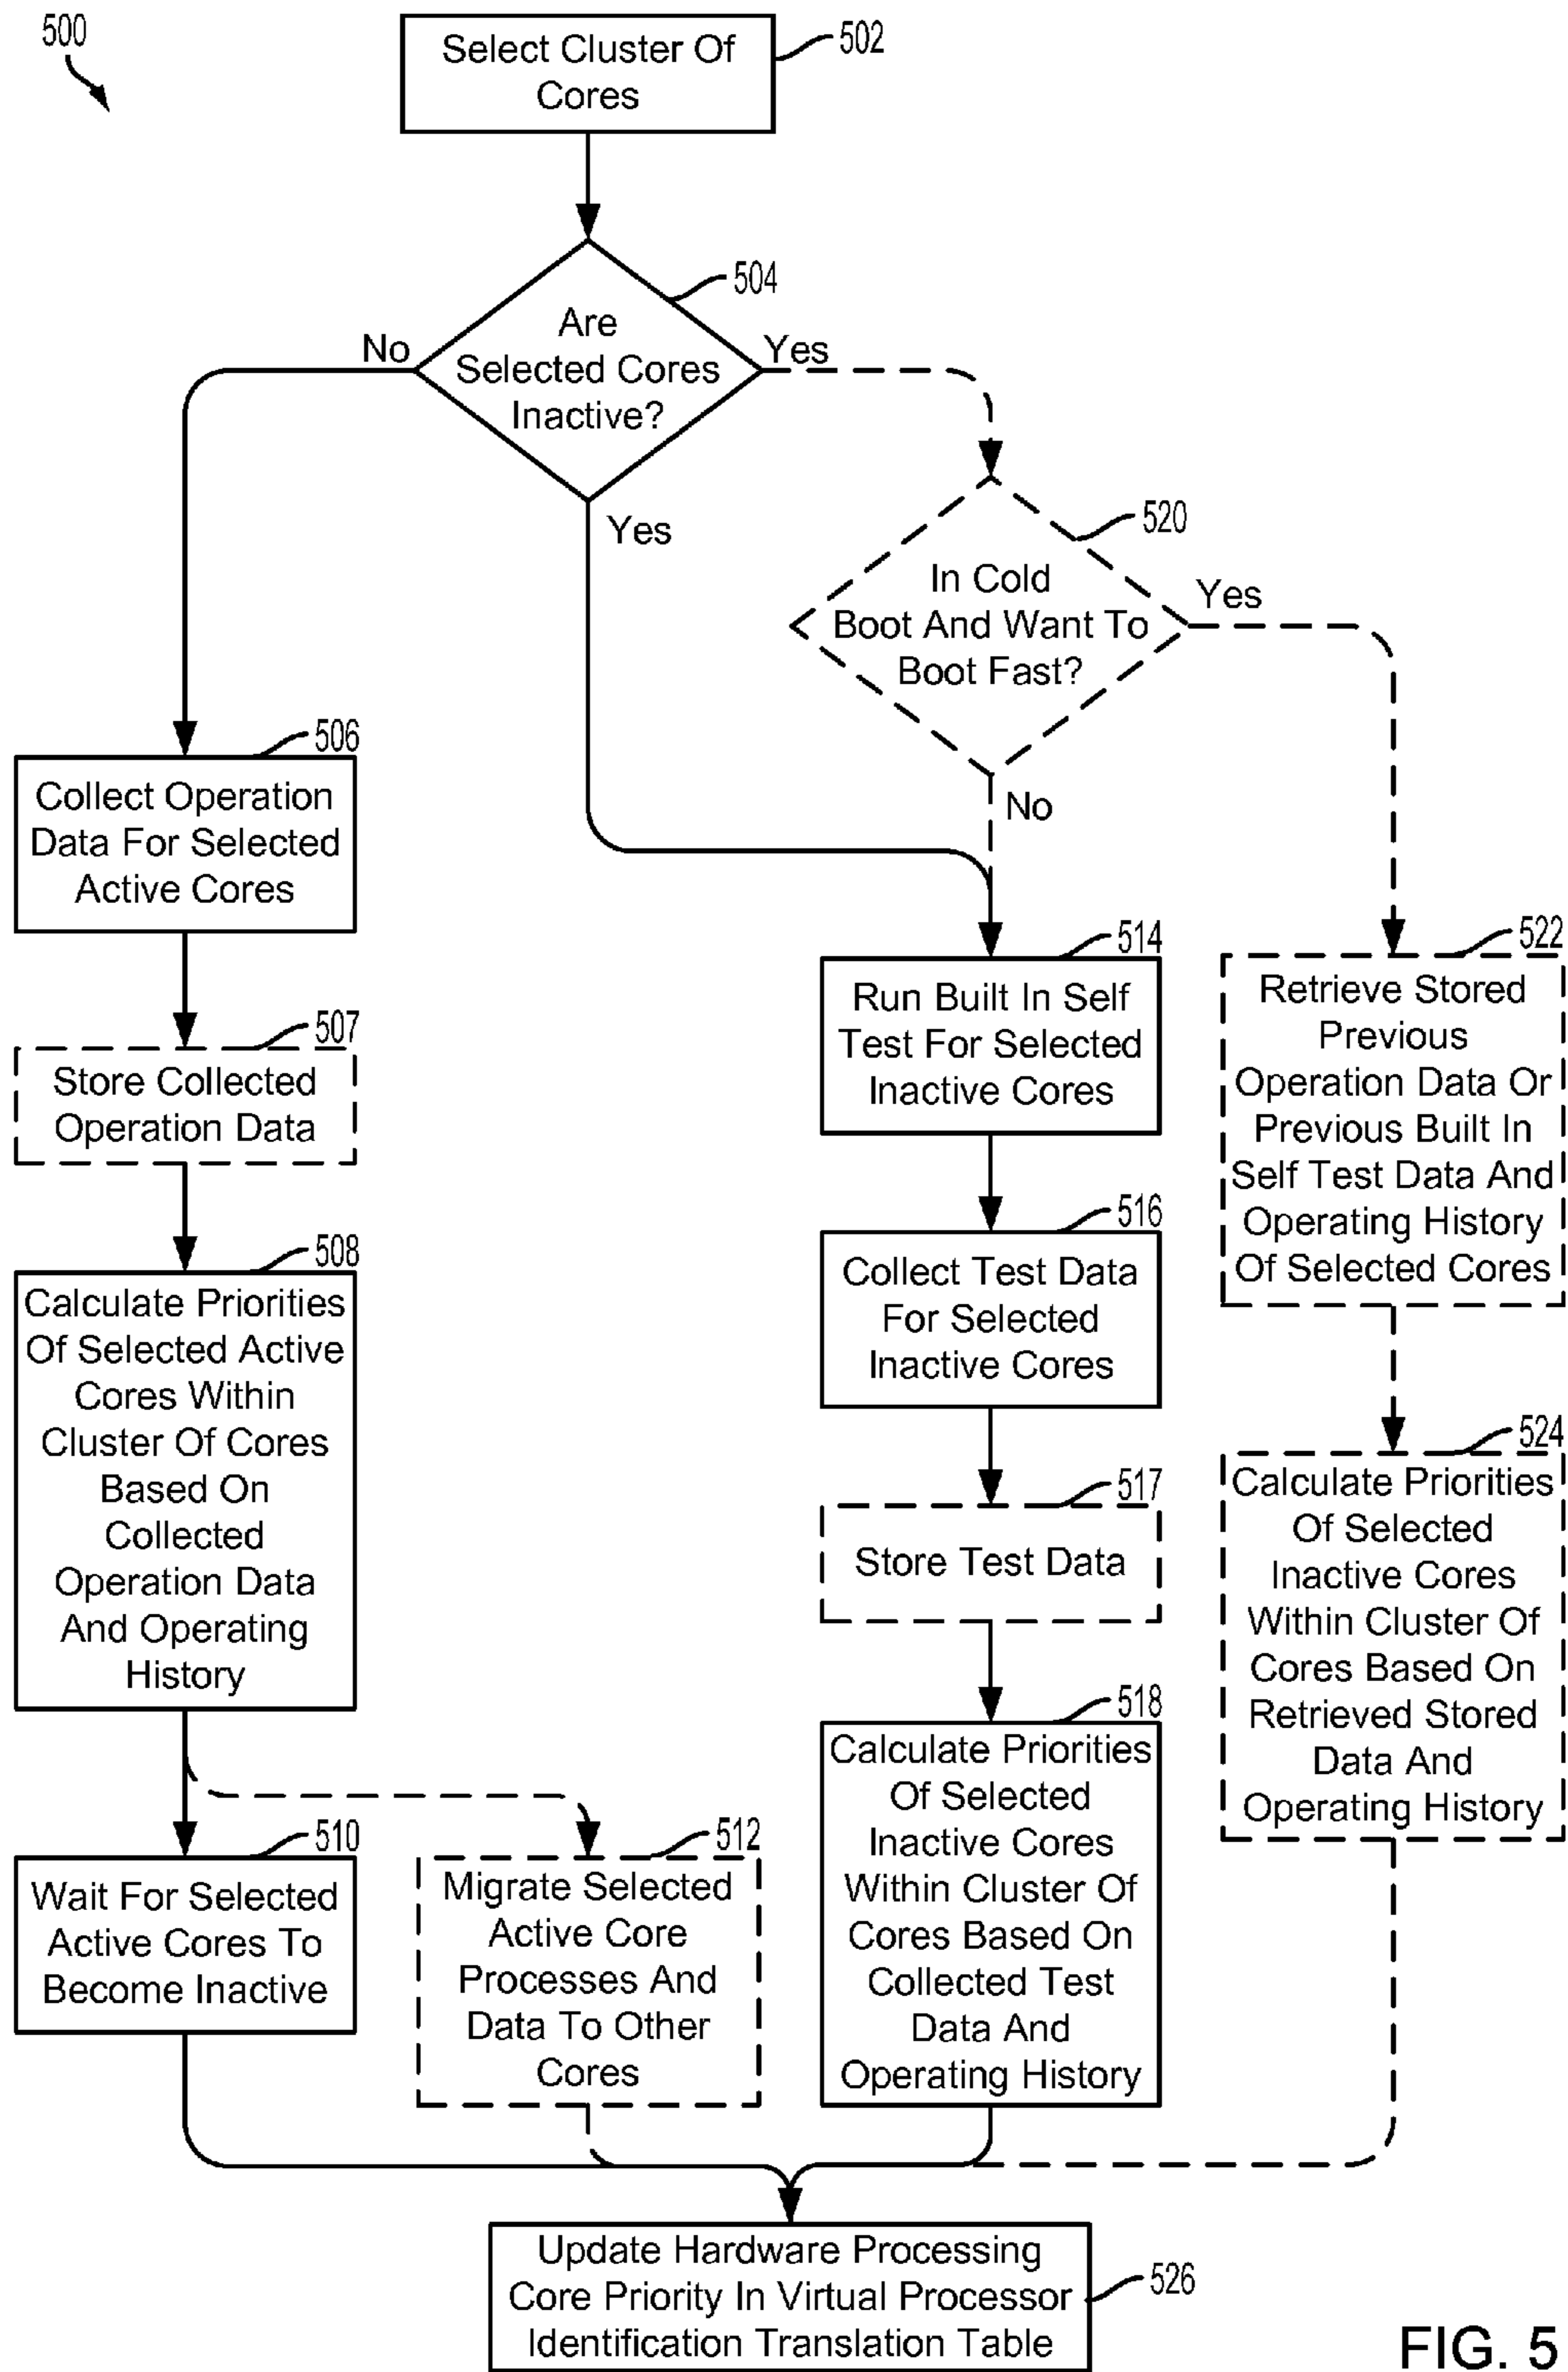 500
Select Cluster Of
Cores
502
Are
Selected Cores
Inactive?
504
No
Yes
Yes
In Cold
Boot And Want To
Boot Fast?
520
Yes
No
506
Collect Operation
Data For Selected
Active Cores
507
Store Collected
Operation Data
508
Calculate Priorities
Of Selected Active
Cores Within
Cluster Of Cores
Based On
Collected
Operation Data
And Operating
History
510
Wait For Selected
Active Cores To
Become Inactive
512
Migrate Selected
Active Core
Processes And
Data To Other
Cores
514
Run Built In Self
Test For Selected
Inactive Cores
516
Collect Test Data
For Selected
Inactive Cores
517
Store Test Data
518
Calculate Priorities
Of Selected
Inactive Cores
Within Cluster Of
Cores Based On
Collected Test
Data And
Operating History
522
Retrieve Stored
Previous
Operation Data Or
Previous Built In
Self Test Data And
Operating History
Of Selected Cores
524
Calculate Priorities
Of Selected
Inactive Cores
Within Cluster Of
Cores Based On
Retrieved Stored
Data And
Operating History
Update Hardware Processing
Core Priority In Virtual Processor
Identification Translation Table
526
FIG. 5